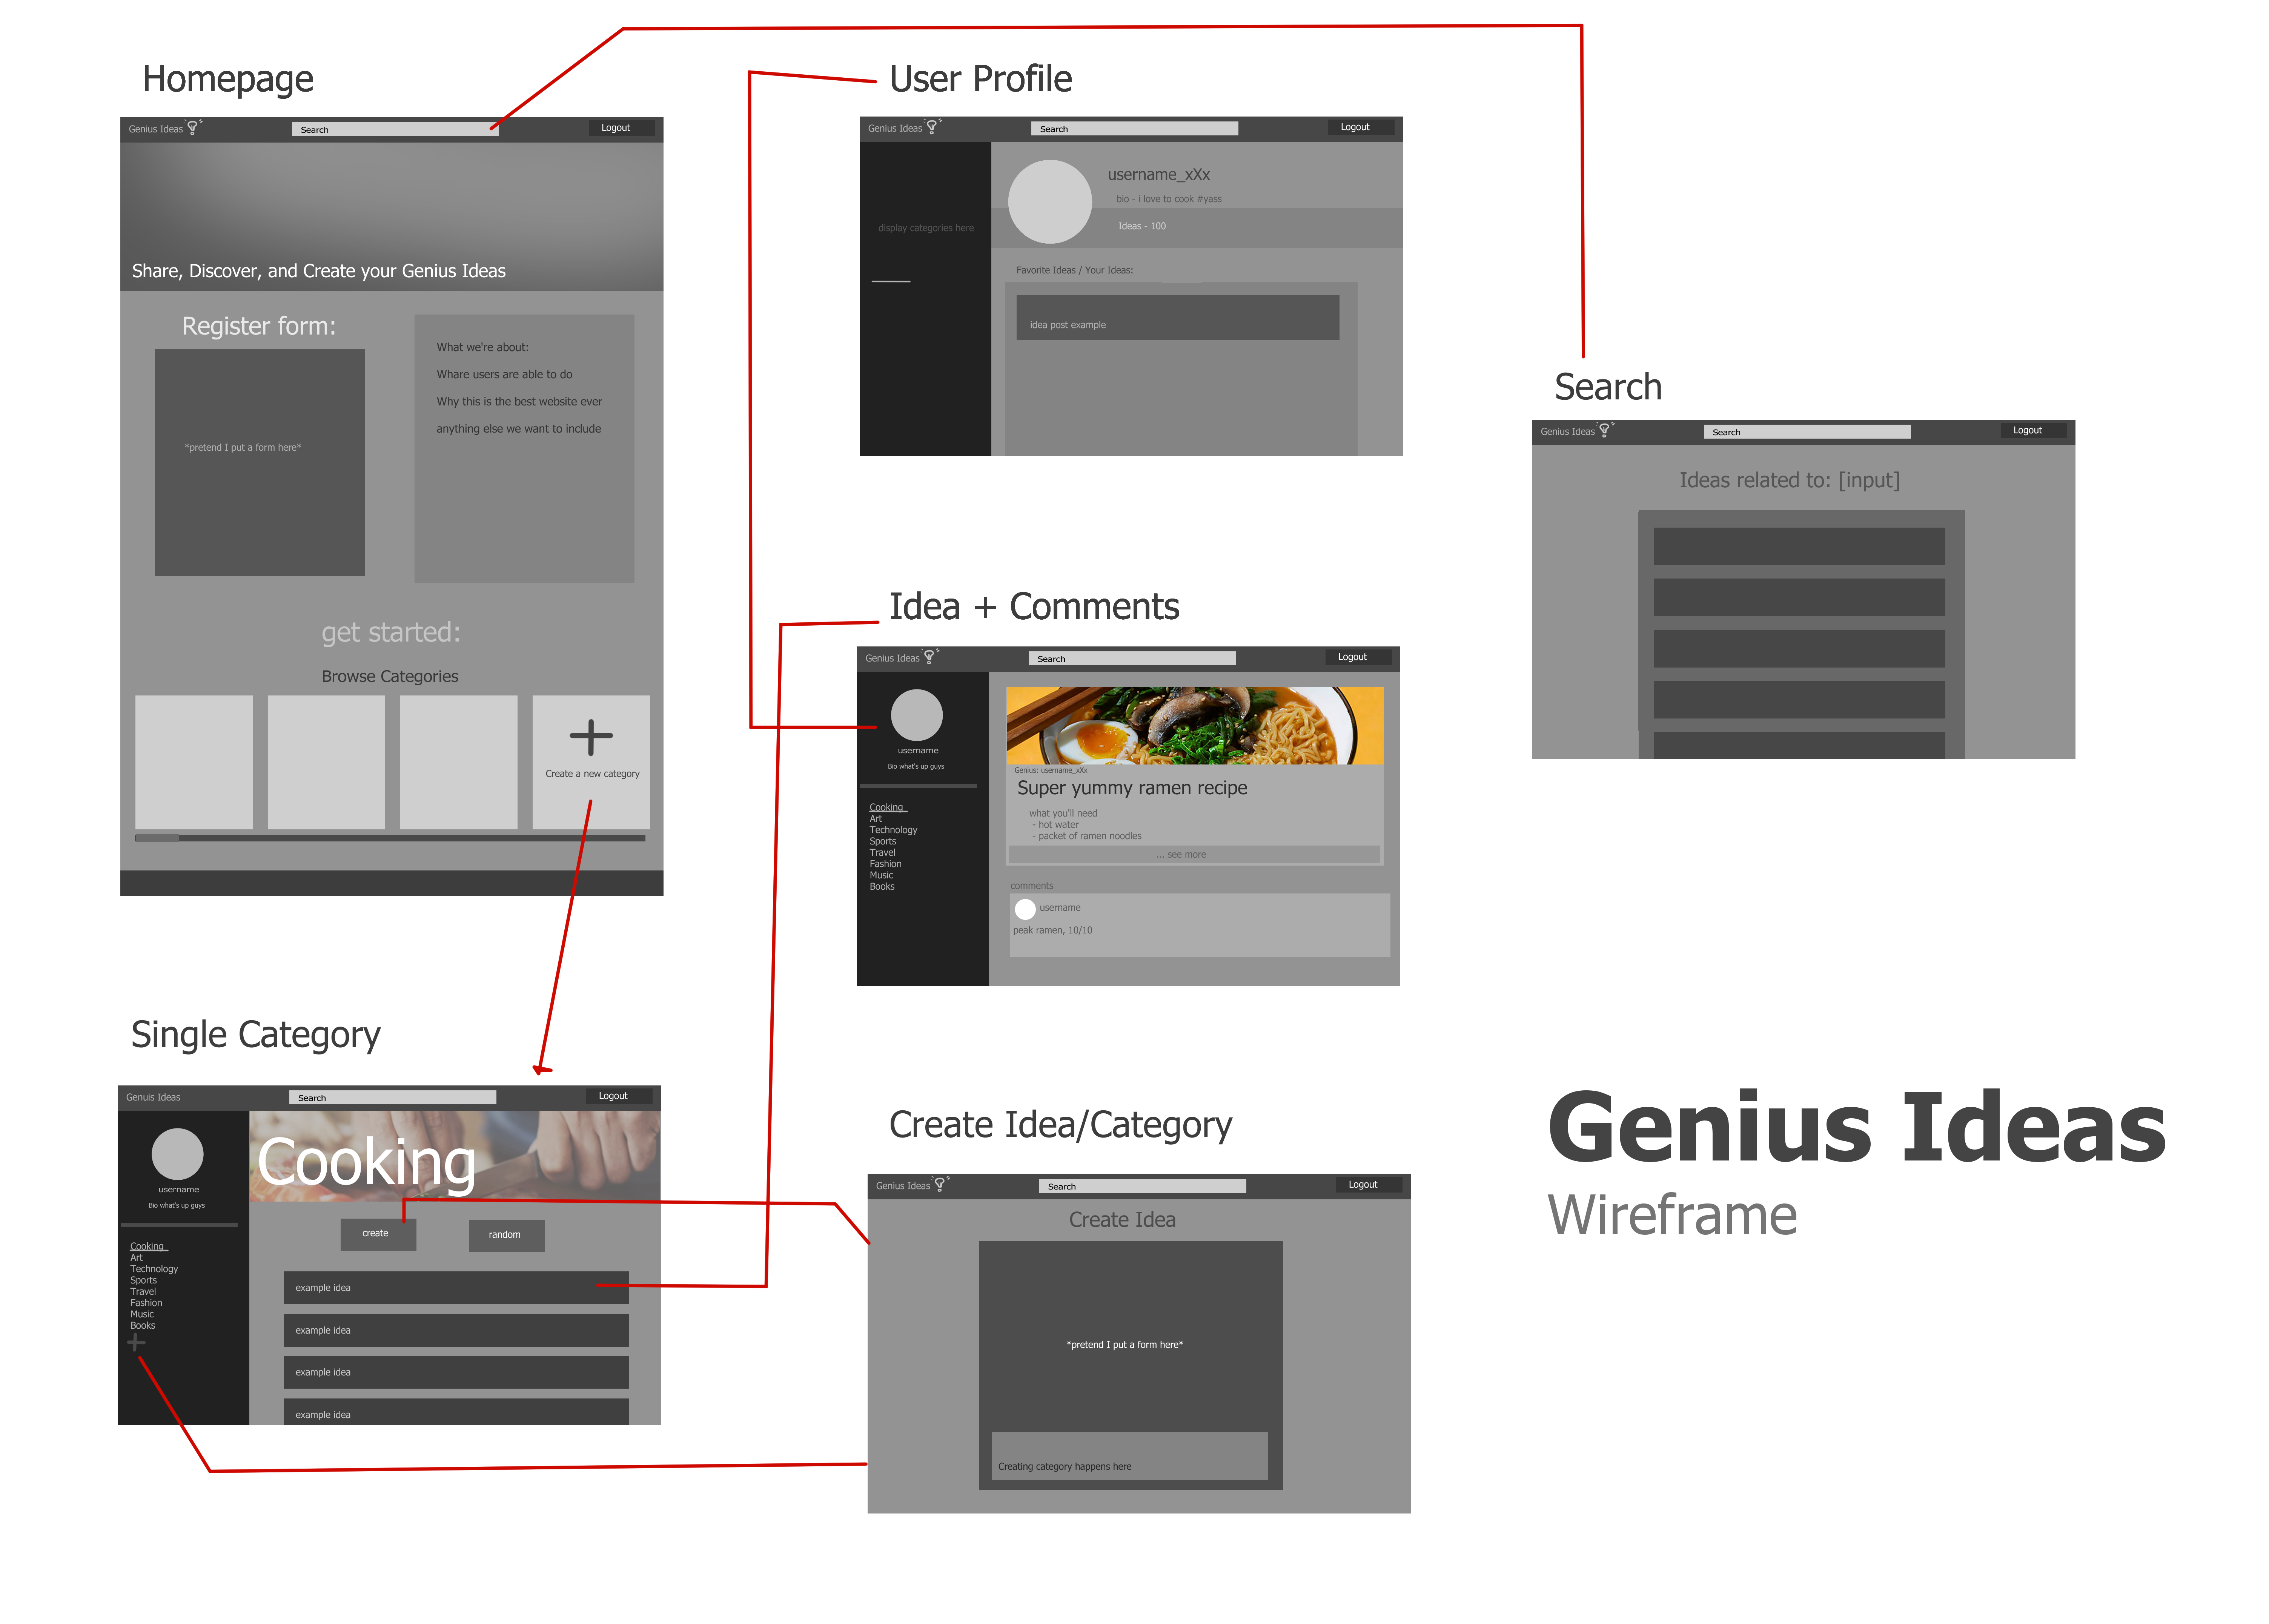 Homepage
Genius Ideas
Search
Logout
Share, Discover, and Create your Genius Ideas
Register form:
*pretend I put a form here*
What we're about:
Whare users are able to do
Why this is the best website ever
anything else we want to include
get started:
Browse Categories
Create a new category
User Profile
Genius Ideas
Search
Logout
display categories here
username_xXx
bio - i love to cook #yass
Ideas - 100
Favorite Ideas / Your Ideas:
idea post example
Search
Genius Ideas
Search
Logout
Ideas related to: [input]
Idea + Comments
Genius Ideas
Search
Logout
username
Bio what's up guys
Cooking
Art
Technology
Sports
Travel
Fashion
Music
Books
Genius: username_xXx
Super yummy ramen recipe
what you'll need
- hot water
- packet of ramen noodles
... see more
comments
username
peak ramen, 10/10
Single Category
Genuis Ideas
Search
Logout
username
Bio what's up guys
Cooking
Art
Technology
Sports
Travel
Fashion
Music
Books
Cooking
create
random
example idea
example idea
example idea
example idea
Create Idea/Category
Genius Ideas
Search
Logout
Create Idea
*pretend I put a form here*
Creating category happens here
Genius Ideas
Wireframe